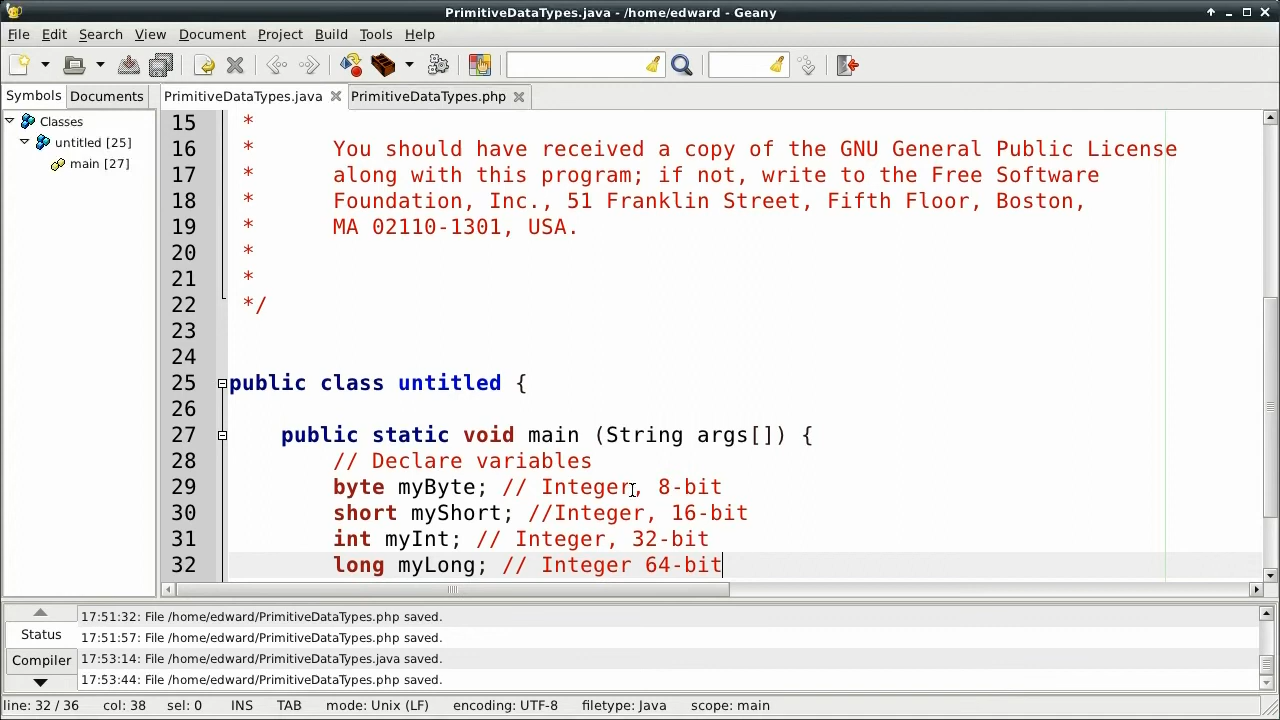 PrimitiveDataTypes.java - /home/edward - Geany
File Edit Search View Document Project Build Tools Help
Symbols Documents PrimitiveDataTypes.java PrimitiveDataTypes.php
Classes
untitled [25]
main [27]
15 *
16 * You should have received a copy of the GNU General Public License
17 * along with this program; if not, write to the Free Software
18 * Foundation, Inc., 51 Franklin Street, Fifth Floor, Boston,
19 * MA 02110-1301, USA.
20 *
21 *
22 */
23
24
25 public class untitled {
26
27 public static void main (String args[]) {
28 // Declare variables
29 byte myByte; // Integer, 8-bit
30 short myShort; //Integer, 16-bit
31 int myInt; // Integer, 32-bit
32 long myLong; // Integer 64-bit
Status
Compiler
17:51:32: File /home/edward/PrimitiveDataTypes.php saved.
17:51:57: File /home/edward/PrimitiveDataTypes.php saved.
17:53:14: File /home/edward/PrimitiveDataTypes.java saved.
17:53:44: File /home/edward/PrimitiveDataTypes.php saved.
line: 32 / 36 col: 38 sel: 0 INS TAB mode: Unix (LF) encoding: UTF-8 filetype: Java scope: main